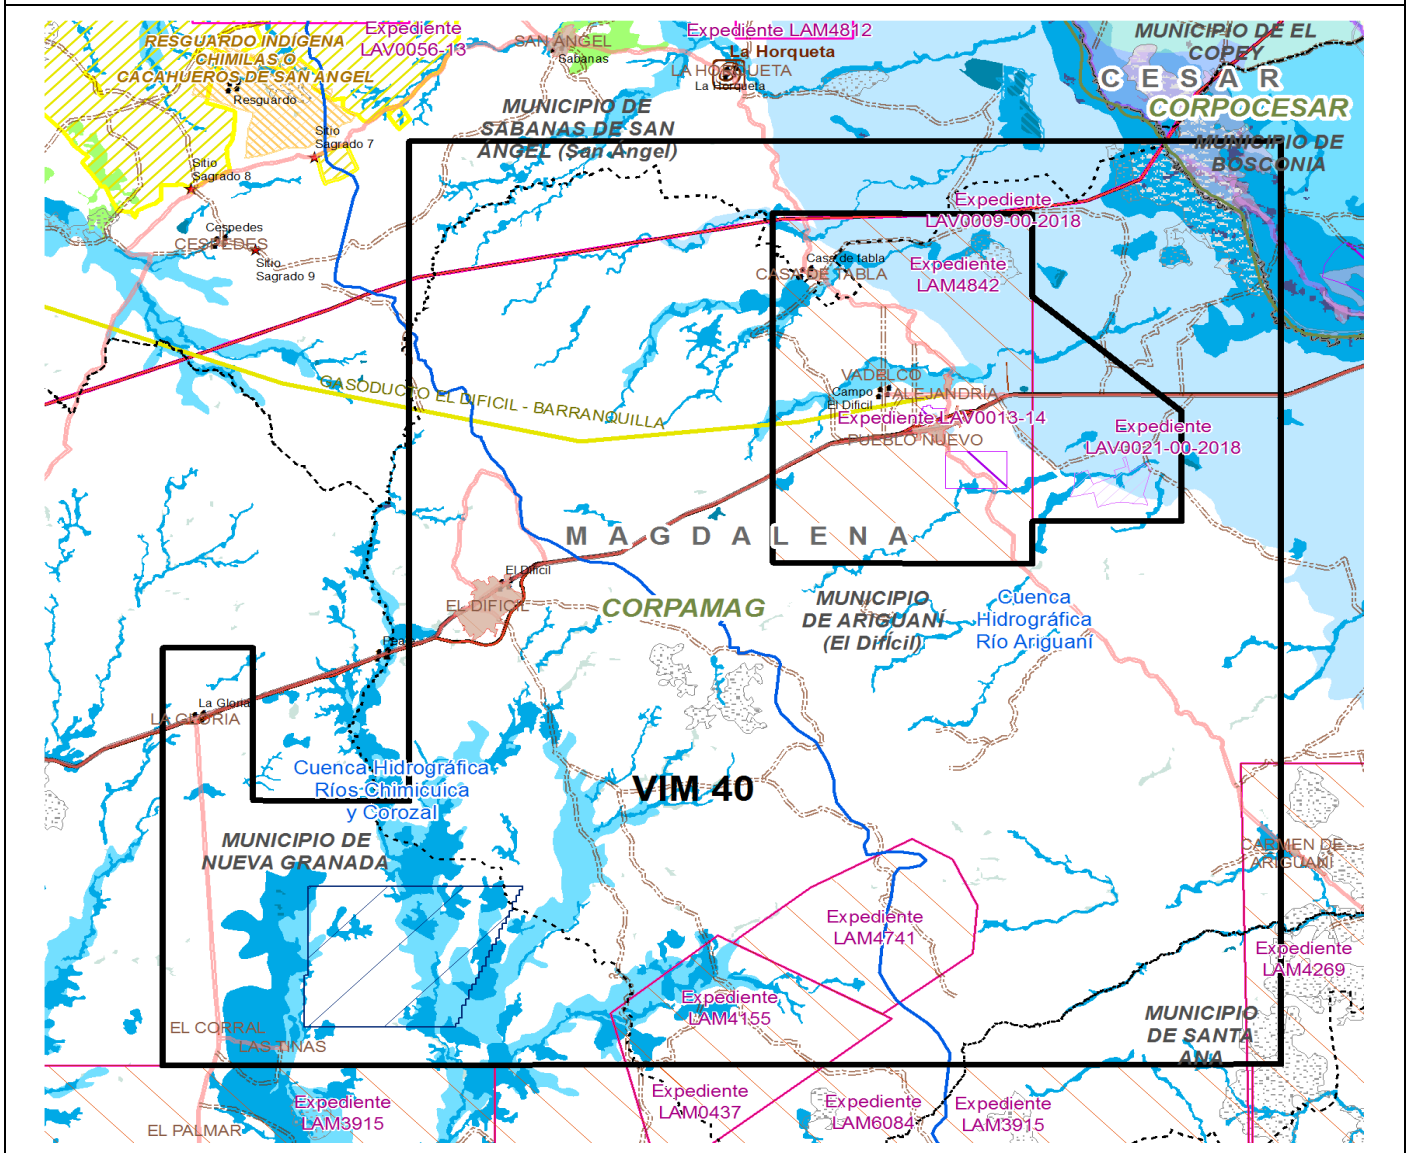 Expediente
LAV0056-13
Expediente LAM4812
MUNICIPIO DE EL
COPEY
RESGUARDO INDÍGENA
CHIMILAS O
CACAHUEROS DE SAN ANGEL
SAN ANGEL
Sabanas
La Horqueta
LA HORQUETA
La Horqueta
CESAR
CORPOCESAR
Resguardo
MUNICIPIO DE
SABANAS DE SAN
ANGEL (San Angel)
Sitio
Sagrado 7
MUNICIPIO DE
BOSCONIA
Sitio
Sagrado 8
Expediente
LAV0009-00-2018
Cespedes
CESPEDES
Sitio
Sagrado 9
Casa de tabla
CASA DE TABLA
Expediente
LAM4842
GASODUCTO EL DIFICIL - BARRANQUILLA
VADELCO
Campo
El Dificil
ALEJANDRÍA
Expediente LAV0013-14
PUEBLO NUEVO
Expediente
LAV0021-00-2018
MAGDALENA
El Dificil
EL DIFICIL
CORPAMAG
MUNICIPIO
DE ARIGUANÍ
(El Difícil)
Cuenca
Hidrográfica
Río Ariguaní
La Gloria
LA GLORIA
Cuenca Hidrográfica
Ríos Chimicuica
y Corozal
VIM 40
MUNICIPIO DE
NUEVA GRANADA
CARMEN DE
ARIGUANÍ
Expediente
LAM4741
Expediente
LAM4269
Expediente
LAM4155
MUNICIPIO
DE SANTA
ANA
EL CORRAL
LAS TINAS
Expediente
LAM3915
Expediente
LAM0437
Expediente
LAM6084
Expediente
LAM3915
EL PALMAR